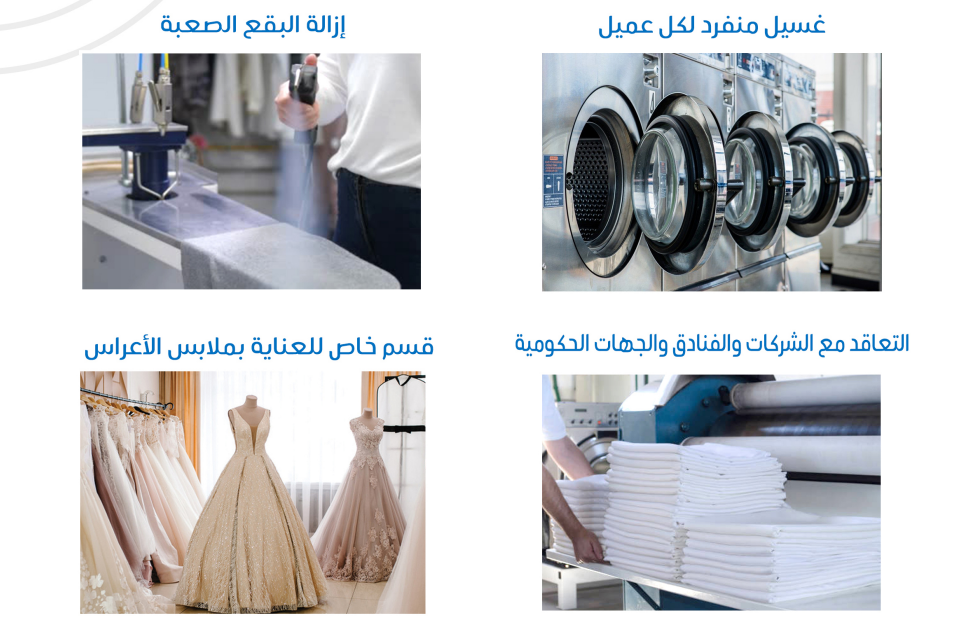 غسيل منفرد لكل عميل
إزالة البقع الصعبة
التعاقد مع الشركات والفنادق والجهات الحكومية
قسم خاص للعناية بملابس الأعراس